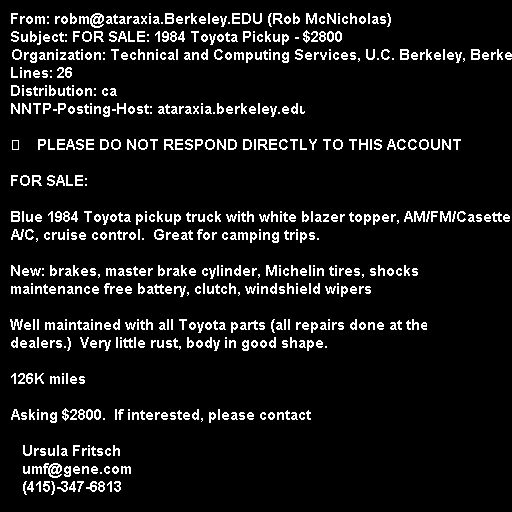 From: robm@ataraxia.Berkeley.EDU (Rob McNicholas)
Subject: FOR SALE: 1984 Toyota Pickup - $2800
Organization: Technical and Computing Services, U.C. Berkeley, Berke
Lines: 26
Distribution: ca
NNTP-Posting-Host: ataraxia.berkeley.edu
PLEASE DO NOT RESPOND DIRECTLY TO THIS ACCOUNT
FOR SALE:
Blue 1984 Toyota pickup truck with white blazer topper, AM/FM/Casette
A/C, cruise control.  Great for camping trips.
New: brakes, master brake cylinder, Michelin tires, shocks
maintenance free battery, clutch, windshield wipers
Well maintained with all Toyota parts (all repairs done at the
dealers.)  Very little rust, body in good shape.
126K miles
Asking $2800.  If interested, please contact
Ursula Fritsch
umf@gene.com
(415)-347-6813